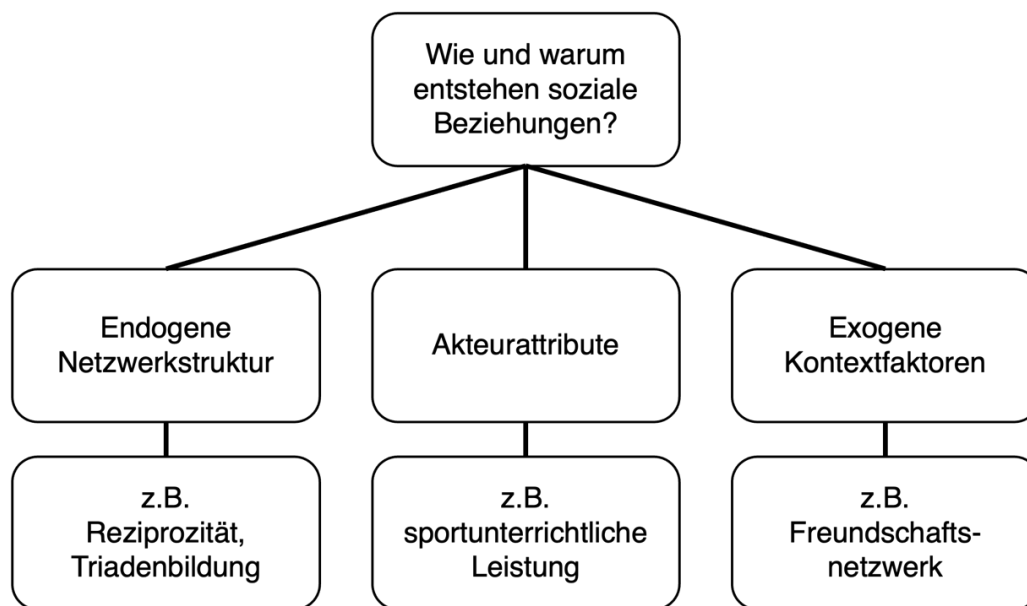 Wie und warum
entstehen soziale
Beziehungen?
Endogene
Netzwerkstruktur
Akteurattribute
Exogene
Kontextfaktoren
z.B.
Reziprozität,
Triadenbildung
z.B.
sportunterrichtliche
Leistung
z.B.
Freundschafts-
netzwerk